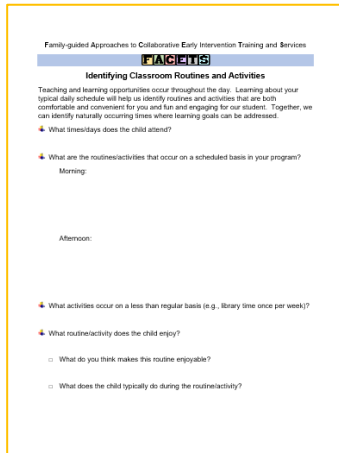 Family-guided Approaches to Collaborative Early Intervention Training and Services
FACETS
Identifying Classroom Routines and Activities
Teaching and learning opportunities occur throughout the day. Learning about your
typical daily schedule will help us identify routines and activities that are both
comfortable and convenient for you and fun and engaging for our student. Together, we
can identify naturally occurring times where learning goals can be addressed.
What times/days does the child attend?
What are the routines/activities that occur on a scheduled basis in your program?
Morning:
Afternoon:
What activities occur on a less than regular basis (e.g., library time once per week)?
What routine/activity does the child enjoy?
What do you think makes this routine enjoyable?
What does the child typically do during the routine/activity?